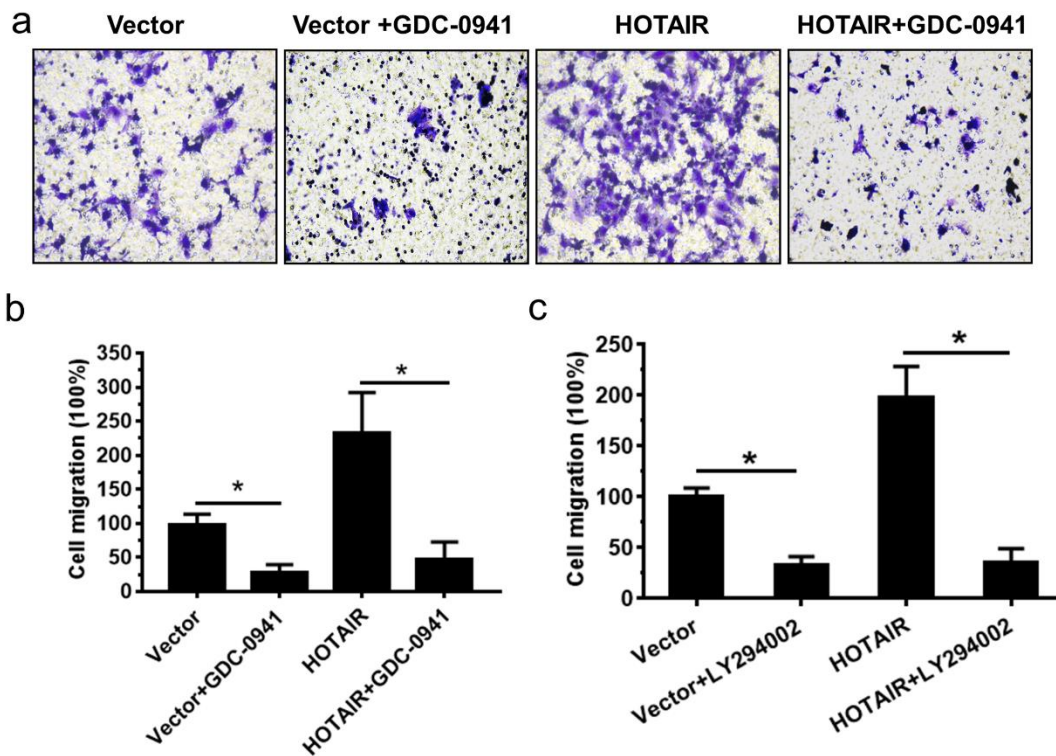 a
Vector
Vector +GDC-0941
HOTAIR
HOTAIR+GDC-0941
b
Cell migration (100%)
350
300
250
200
150
100
50
0
*
*
Vector
Vector+GDC-0941
HOTAIR
HOTAIR+GDC-0941
c
Cell migration (100%)
250
200
150
100
50
0
*
*
Vector
Vector+LY294002
HOTAIR
HOTAIR+LY294002